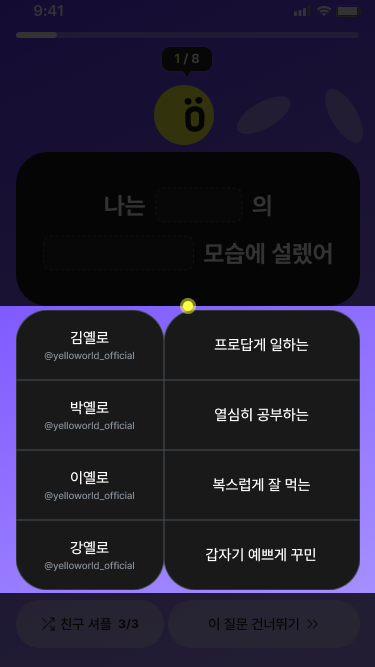 9:41
1 / 8
ö
나는 의
모습에 설렜어
김옐로
@yelloworld_official
프로답게 일하는
박옐로
@yelloworld_official
열심히 공부하는
이옐로
@yelloworld_official
복스럽게 잘 먹는
강옐로
@yelloworld_official
갑자기 예쁘게 꾸민
친구 셔플 3/3
이 질문 건너뛰기